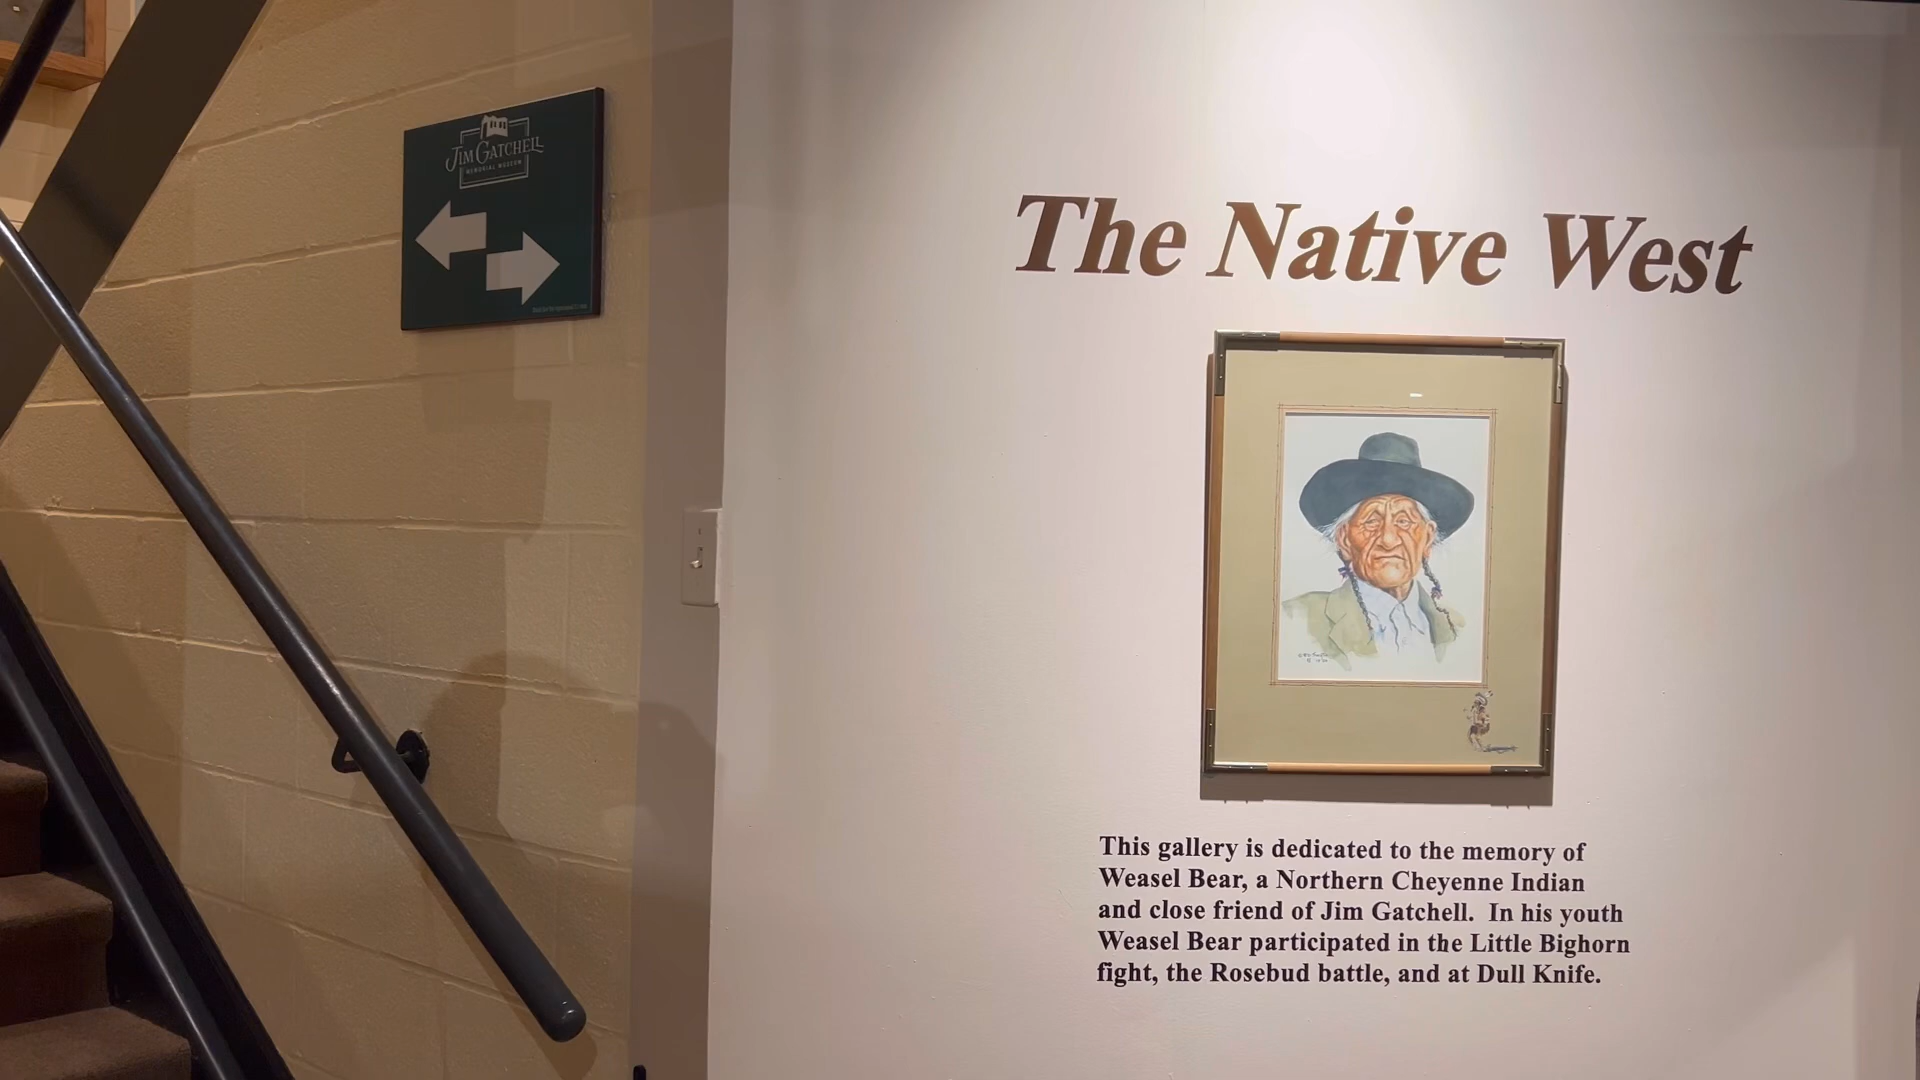 JIM GATCHELL
MEMORIAL MUSEUM
The Native West
This gallery is dedicated to the memory of
Weasel Bear, a Northern Cheyenne Indian
and close friend of Jim Gatchell.  In his youth
Weasel Bear participated in the Little Bighorn
fight, the Rosebud battle, and at Dull Knife.